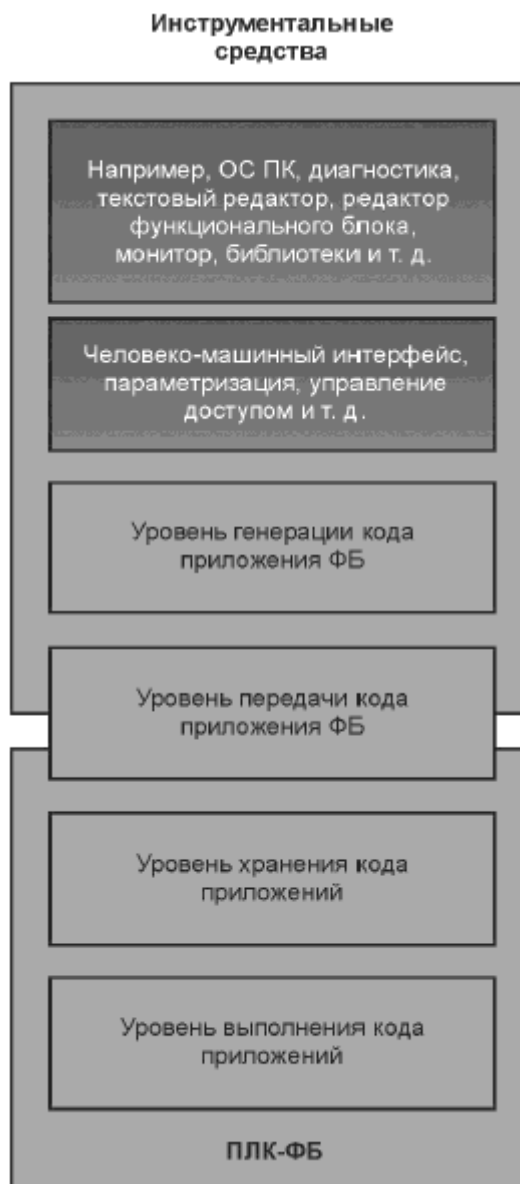 Инструментальные
средства
Например, ОС ПК, диагностика,
текстовый редактор, редактор
функционального блока,
монитор, библиотеки и т. д.
Человеко-машинный интерфейс,
параметризация, управление
доступом и т. д.
Уровень генерации кода
приложения ФБ
Уровень передачи кода
приложения ФБ
Уровень хранения кода
приложений
Уровень выполнения кода
приложений
ПЛК-ФБ